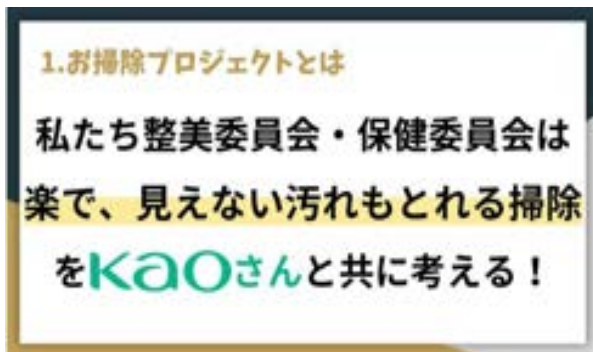 1.お掃除プロジェクトとは
私たち整美委員会・保健委員会は
楽で、見えない汚れもとれる掃除
をKaoさんと共に考える！